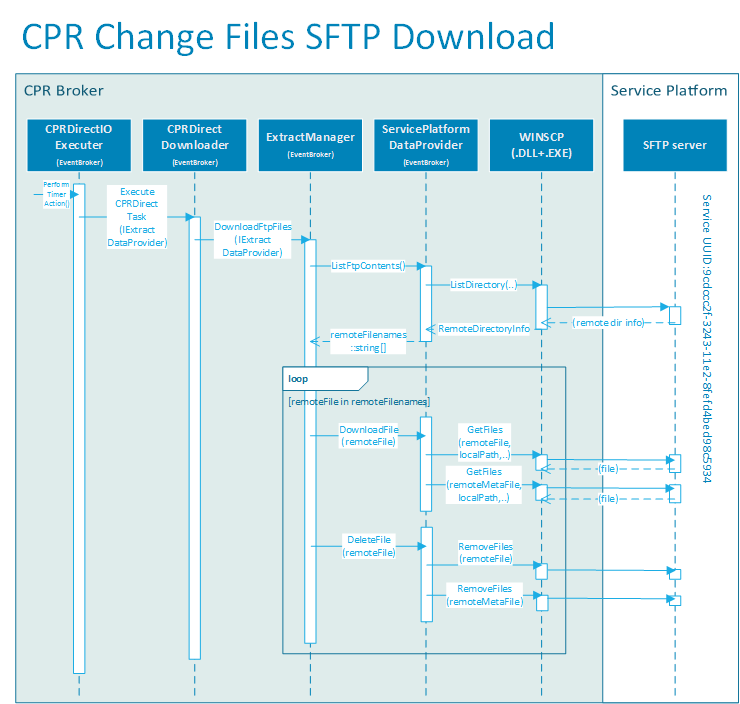 CPR Change Files SFTP Download
CPR Broker
Service Platform
CPRDirectIO
Executer
(EventBroker)
CPRDirect
Downloader
(EventBroker)
ExtractManager
(EventBroker)
ServicePlatform
DataProvider
(EventBroker)
WINSCP
(.DLL+.EXE)
SFTP server
Perform
Timer
Action()
Execute
CPRDirect
Task
(IExtract
DataProvider)
DownloadFtpFiles
(IExtract
DataProvider)
ListFtpContents()
ListDirectory(..)
(remote dir info)
RemoteDirectoryInfo
remoteFilenames
::string[]
Service UUID:9cdccc2f-3243-11e2-8fefd4bed98c5934
loop
[remoteFile in remoteFilenames]
DownloadFile
(remoteFile)
GetFiles
(remoteFile,
localPath,..)
(file)
GetFiles
(remoteMetaFile,
localPath,..)
(file)
DeleteFile
(remoteFile)
RemoveFiles
(remoteFile)
RemoveFiles
(remoteMetaFile)